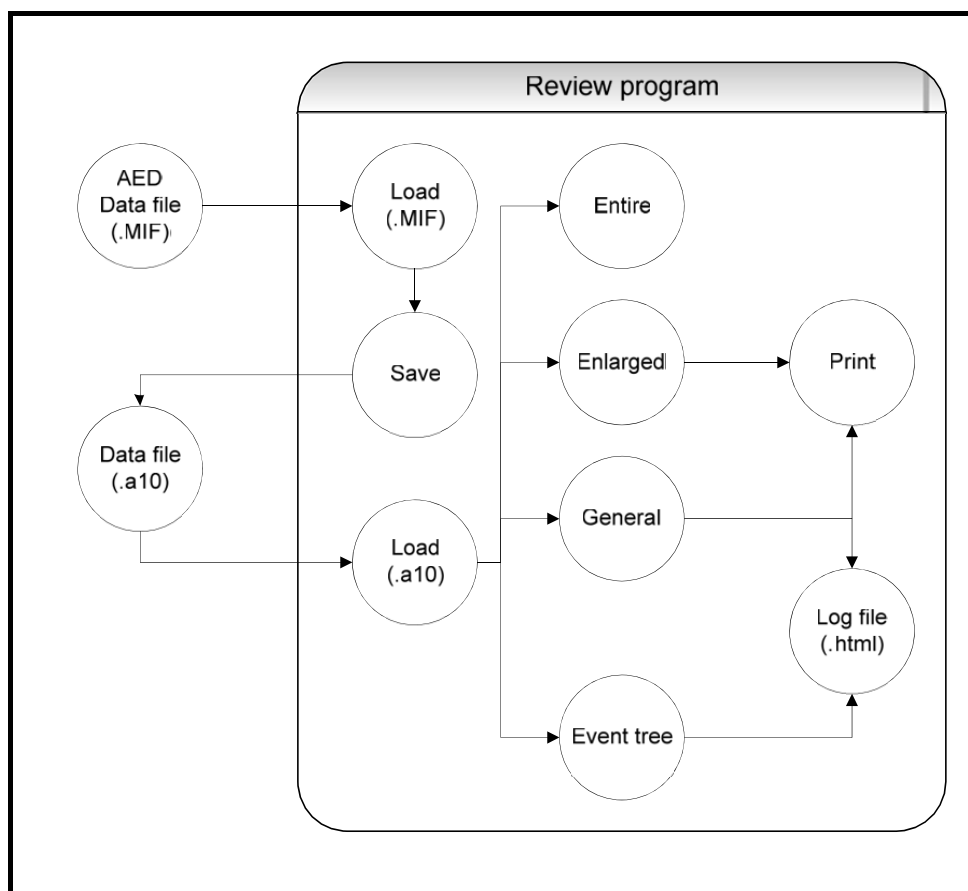 Review program
AED
Data file
(.MIF)
Load
(.MIF)
Entire
Save
Enlarged
Print
Data file
(.a10)
Load
(.a10)
General
Log file
(.html)
Event tree